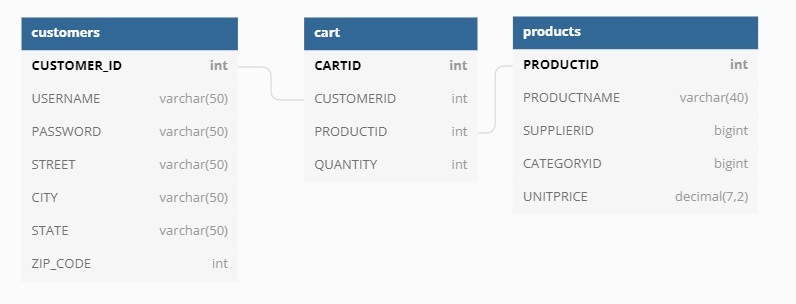 customers
CUSTOMER_ID int
USERNAME varchar(50)
PASSWORD varchar(50)
STREET varchar(50)
CITY varchar(50)
STATE varchar(50)
ZIP_CODE int
cart
CARTID int
CUSTOMERID int
PRODUCTID int
QUANTITY int
products
PRODUCTID int
PRODUCTNAME varchar(40)
SUPPLIERID bigint
CATEGORYID bigint
UNITPRICE decimal(7,2)